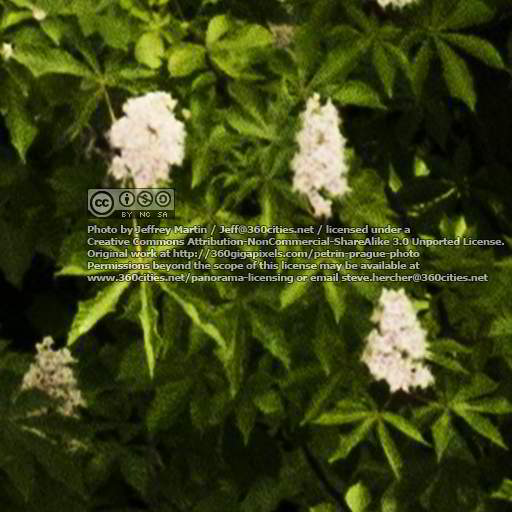 cc
BY NC SA
Photo by Jeffrey Martin / Jeff@360cities.net / licensed under a
Creative Commons Attribution-NonCommercial-ShareAlike 3.0 Unported License.
Original work at http://360gigapixels.com/petrin-prague-photo
Permissions beyond the scope of this license may be available at
www.360cities.net/panorama-licensing or email steve.hercher@360cities.net